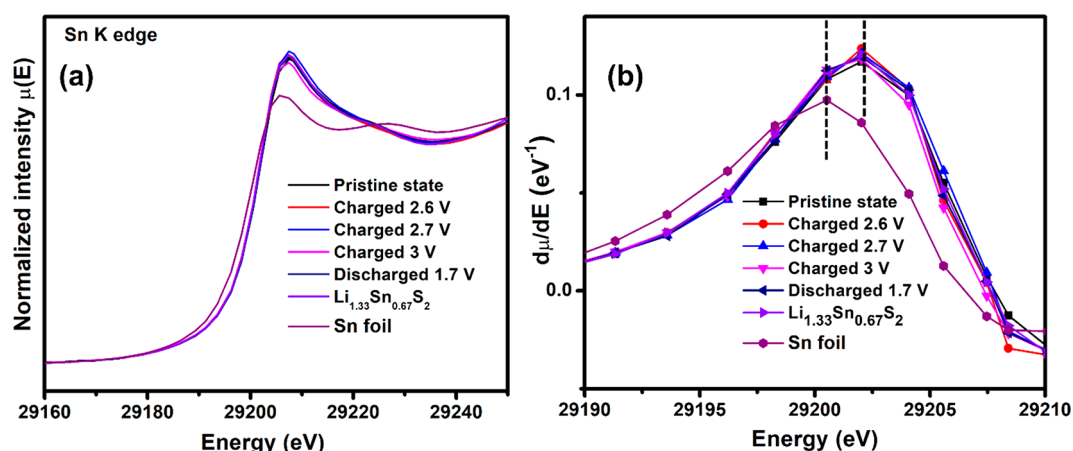 Sn K edge
(a)
Normalized intensity μ(E)
Pristine state
Charged 2.6 V
Charged 2.7 V
Charged 3 V
Discharged 1.7 V
Li1.33Sn0.67S2
Sn foil
29160 29180 29200 29220 29240
Energy (eV)
(b)
dμ/dE (eV-1)
0.1
0.0
Pristine state
Charged 2.6 V
Charged 2.7 V
Charged 3 V
Discharged 1.7 V
Li1.33Sn0.67S2
Sn foil
29190 29195 29200 29205 29210
Energy (eV)